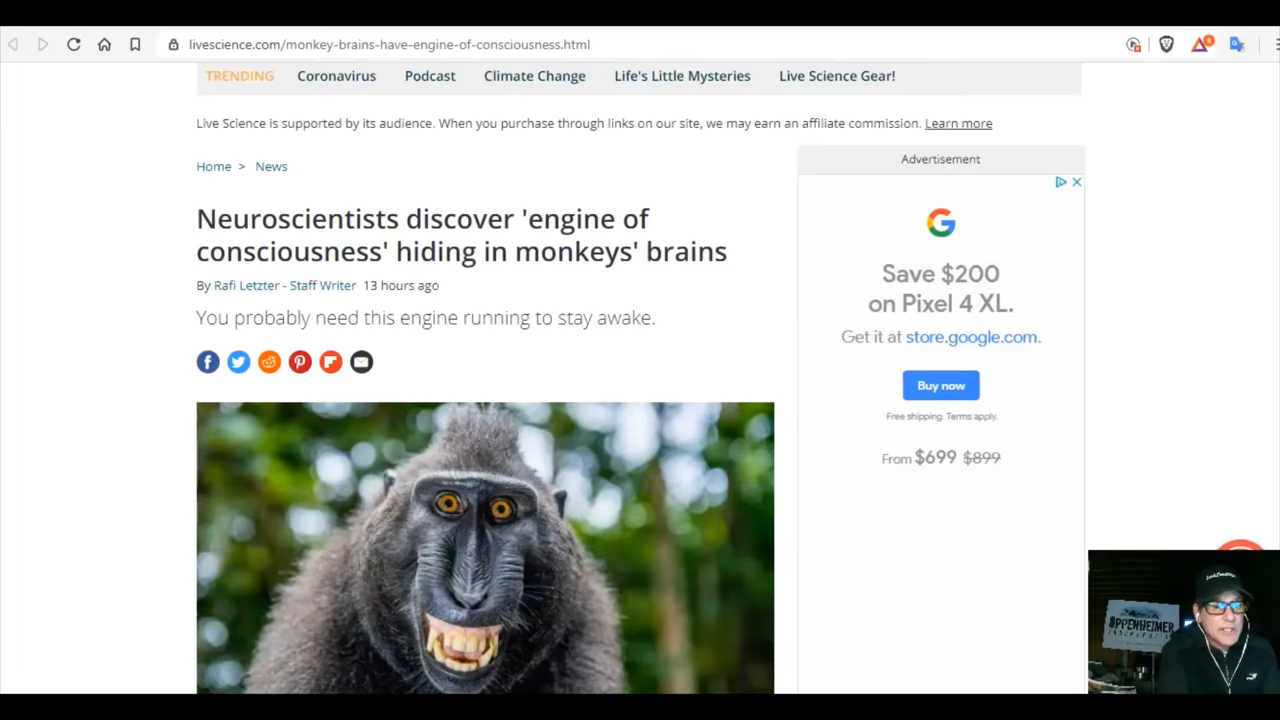 livescience.com/monkey-brains-have-engine-of-consciousness.html
9
TRENDING Coronavirus Podcast Climate Change Life's Little Mysteries Live Science Gear!
Live Science is supported by its audience. When you purchase through links on our site, we may earn an affiliate commission. Learn more
Home > News
Neuroscientists discover 'engine of
consciousness' hiding in monkeys' brains
By Rafi Letzter - Staff Writer 13 hours ago
You probably need this engine running to stay awake.
Advertisement
G
Save $200
on Pixel 4 XL.
Get it at store.google.com.
Buy now
Free shipping. Terms apply.
From $699 $899
OPPENHEIMER